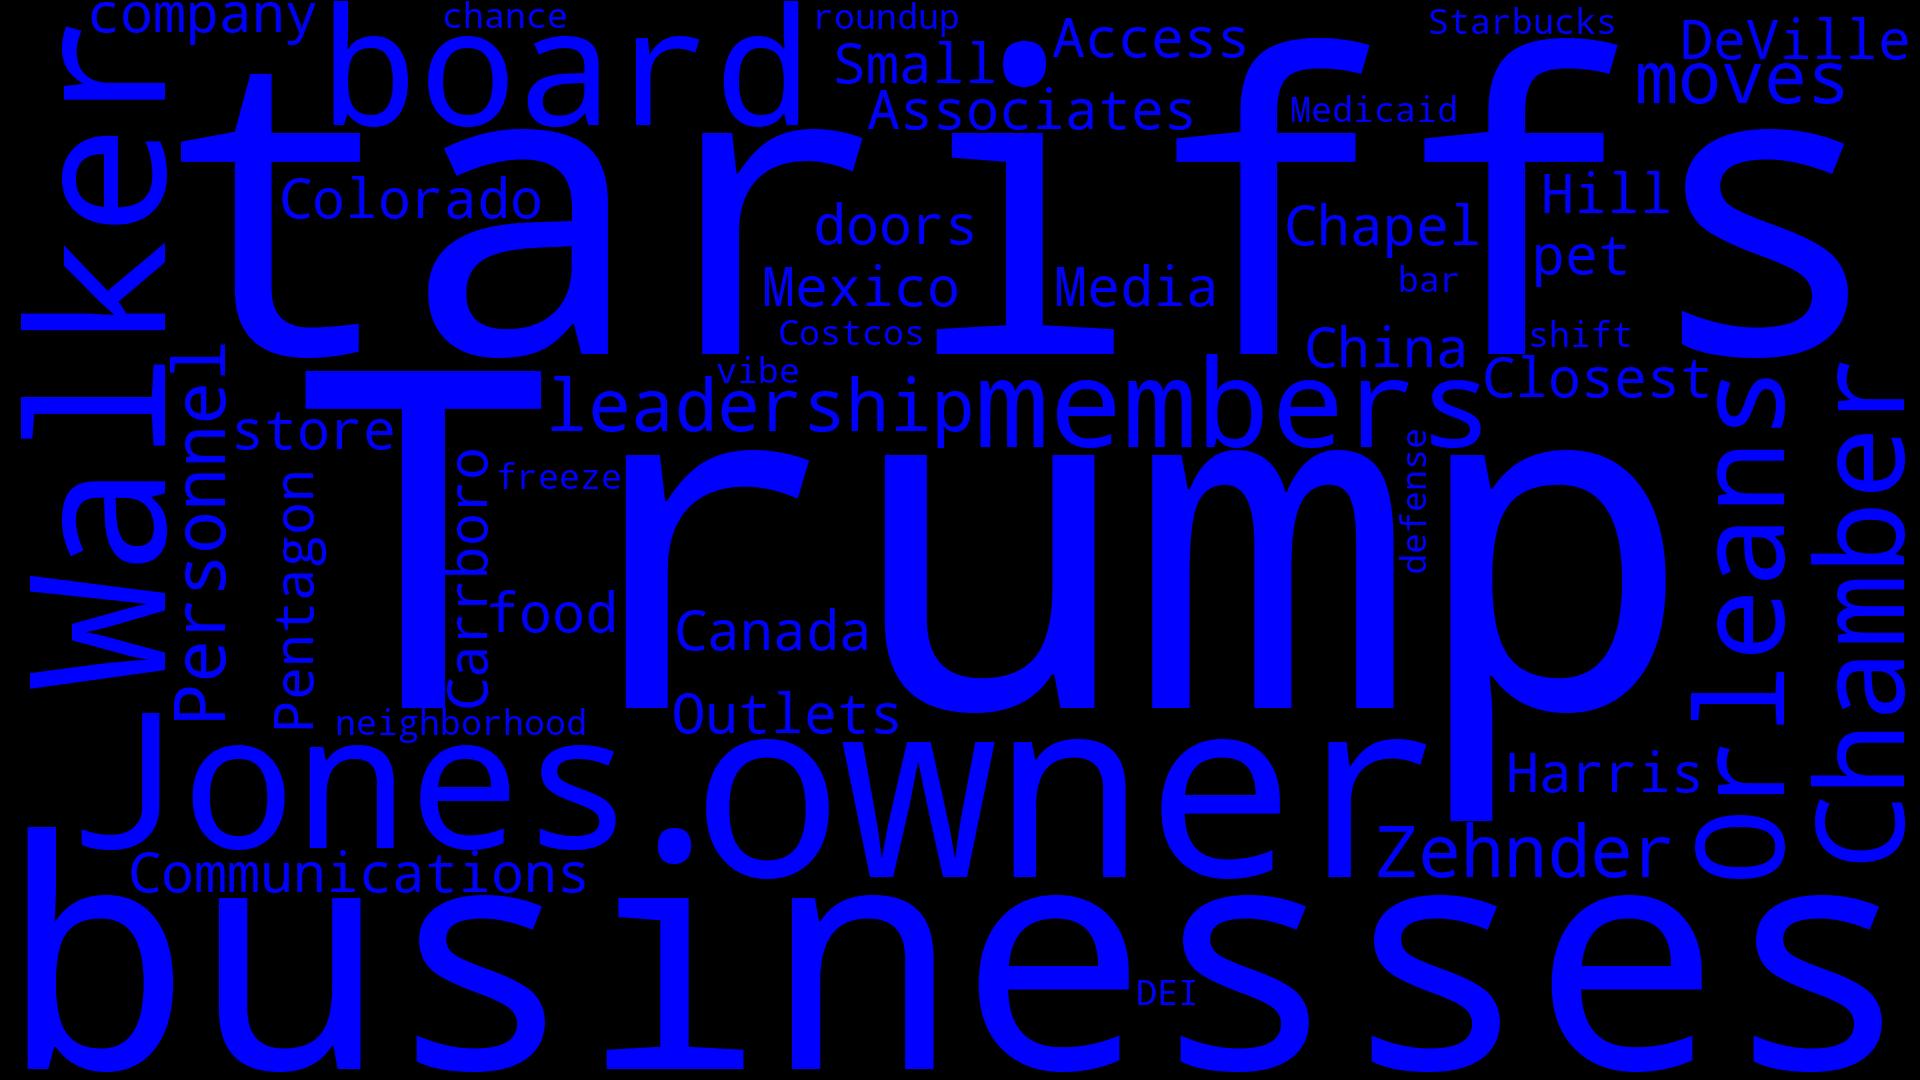 company
chance
board
roundup
Small
Access
Starbucks
DeVille
moves
Associates
Medicaid
Walker
tariffs
Colorado
doors
Chapel
Hill
pet
Mexico
Media
bar
Costcos
China
shift
vibe
Closest
leadership
members
store
Personnel
Pentagon
Carrboro
freeze
Trump
defense
Orleans
Chamber
food
Canada
Outlets
neighborhood
Jones
owner
Harris
Zehnder
Communications
businesses
DEI